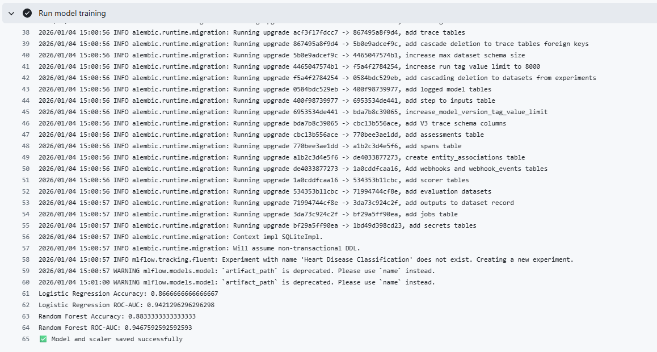 Run model training
38 2026/01/04 15:00:56 INFO alembic.runtime.migration: Running upgrade acf3f17fdcc7 -> 867495a8f9d4, add trace tables
39 2026/01/04 15:00:56 INFO alembic.runtime.migration: Running upgrade 867495a8f9d4 -> 5b0e9adcef9c, add cascade deletion to trace tables foreign keys
40 2026/01/04 15:00:56 INFO alembic.runtime.migration: Running upgrade 5b0e9adcef9c -> 4465047574b1, increase max dataset schema size
41 2026/01/04 15:00:56 INFO alembic.runtime.migration: Running upgrade 4465047574b1 -> f5a4f2784254, increase run tag value limit to 8000
42 2026/01/04 15:00:56 INFO alembic.runtime.migration: Running upgrade f5a4f2784254 -> 0584bdc529eb, add cascading deletion to datasets from experiments
43 2026/01/04 15:00:56 INFO alembic.runtime.migration: Running upgrade 0584bdc529eb -> 400f98739977, add logged model tables
44 2026/01/04 15:00:56 INFO alembic.runtime.migration: Running upgrade 400f98739977 -> 6953534de441, add step to inputs table
45 2026/01/04 15:00:56 INFO alembic.runtime.migration: Running upgrade 6953534de441 -> bda7b8c39065, increase_model_version_tag_value_limit
46 2026/01/04 15:00:56 INFO alembic.runtime.migration: Running upgrade bda7b8c39065 -> cbc13b556ace, add V3 trace schema columns
47 2026/01/04 15:00:56 INFO alembic.runtime.migration: Running upgrade cbc13b556ace -> 770bee3ae1dd, add assessments table
48 2026/01/04 15:00:56 INFO alembic.runtime.migration: Running upgrade 770bee3ae1dd -> a1b2c3d4e5f6, add spans table
49 2026/01/04 15:00:56 INFO alembic.runtime.migration: Running upgrade a1b2c3d4e5f6 -> de4033877273, create entity_associations table
50 2026/01/04 15:00:56 INFO alembic.runtime.migration: Running upgrade de4033877273 -> 1a0cddfcaa16, Add webhooks and webhook_events tables
51 2026/01/04 15:00:56 INFO alembic.runtime.migration: Running upgrade 1a0cddfcaa16 -> 534353b11cbc, add scorer tables
52 2026/01/04 15:00:56 INFO alembic.runtime.migration: Running upgrade 534353b11cbc -> 71994744cf8e, add evaluation datasets
53 2026/01/04 15:00:57 INFO alembic.runtime.migration: Running upgrade 71994744cf8e -> 3da73c924c2f, add outputs to dataset record
54 2026/01/04 15:00:57 INFO alembic.runtime.migration: Running upgrade 3da73c924c2f -> bf29a5ff90ea, add jobs table
55 2026/01/04 15:00:57 INFO alembic.runtime.migration: Running upgrade bf29a5ff90ea -> 1bd49d398cd23, add secrets tables
56 2026/01/04 15:00:57 INFO alembic.runtime.migration: Context impl SQLiteImpl.
57 2026/01/04 15:00:57 INFO alembic.runtime.migration: Will assume non-transactional DDL.
58 2026/01/04 15:00:57 INFO mlflow.tracking.fluent: Experiment with name 'Heart Disease Classification' does not exist. Creating a new experiment.
59 2026/01/04 15:00:57 WARNING mlflow.models.model: `artifact_path` is deprecated. Please use `name` instead.
60 2026/01/04 15:01:00 WARNING mlflow.models.model: `artifact_path` is deprecated. Please use `name` instead.
61 Logistic Regression Accuracy: 0.8666666666666667
62 Logistic Regression ROC-AUC: 0.9421296296296298
63 Random Forest Accuracy: 0.8833333333333333
64 Random Forest ROC-AUC: 0.9467592592592593
65 ✅ Model and scaler saved successfully